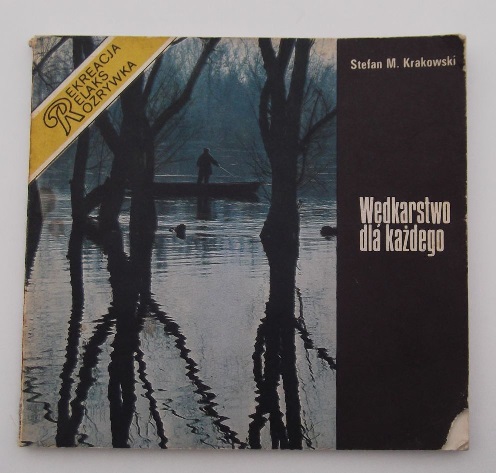 REKREACJA
RELAKS
ROZRYWKA
Stefan M. Krakowski
Wędkarstwo
dla każdego